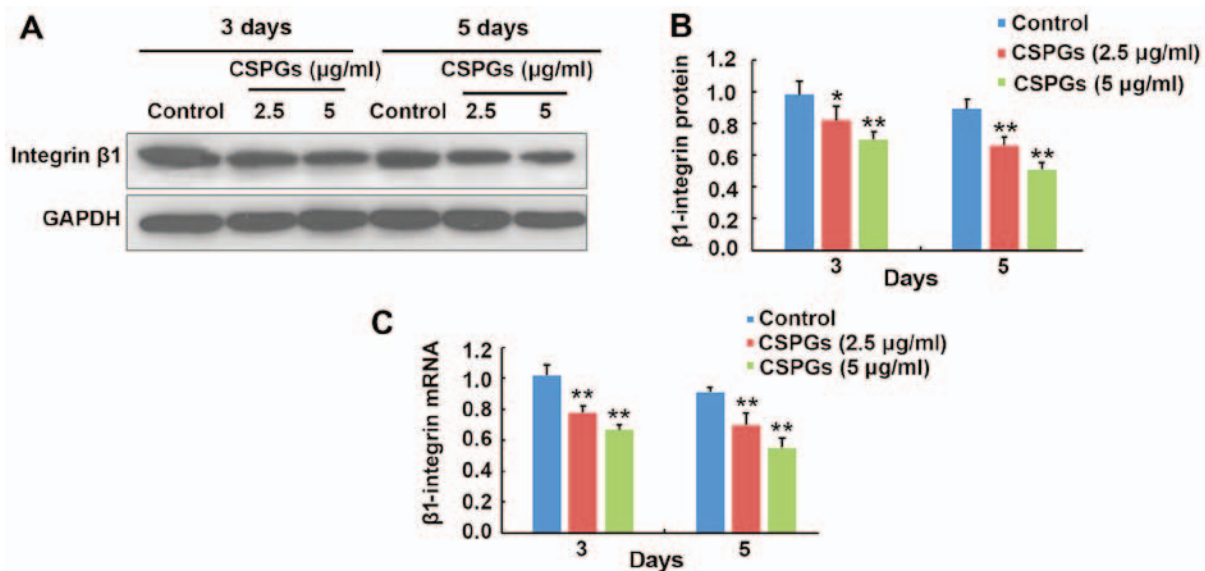 A
3 days 5 days
CSPGs (μg/ml) CSPGs (μg/ml)
Control 2.5 5 Control 2.5 5
Integrin β1
GAPDH
B
Control
CSPGs (2.5 μg/ml)
CSPGs (5 μg/ml)
β1-integrin protein
1.2
1.0
0.8
0.6
0.4
0.2
0.0
* **
** **
3 5
Days
C
Control
CSPGs (2.5 μg/ml)
CSPGs (5 μg/ml)
β1-integrin mRNA
1.2
1.0
0.8
0.6
0.4
0.2
0.0
** **
** **
3 5
Days